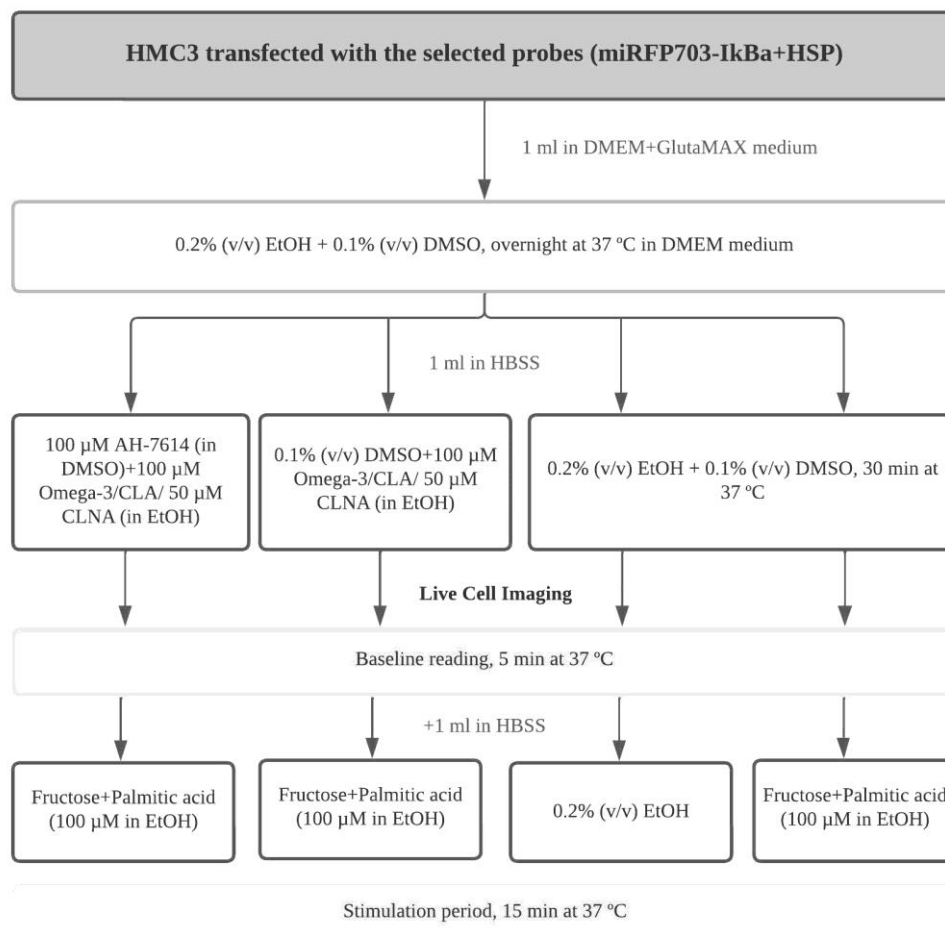 HMC3 transfected with the selected probes (miRFP703-IkBa+HSP)
1 ml in DMEM+GlutaMAX medium
0.2% (v/v) EtOH + 0.1% (v/v) DMSO, overnight at 37 ºC in DMEM medium
1 ml in HBSS
100 µM AH-7614 (in
DMSO)+100 µM
Omega-3/CLA/ 50 µM
CLNA (in EtOH)
0.1% (v/v) DMSO+100 µM
Omega-3/CLA/ 50 µM
CLNA (in EtOH)
0.2% (v/v) EtOH + 0.1% (v/v) DMSO, 30 min at
37 ºC
Live Cell Imaging
Baseline reading, 5 min at 37 ºC
+1 ml in HBSS
Fructose+Palmitic acid
(100 µM in EtOH)
Fructose+Palmitic acid
(100 µM in EtOH)
0.2% (v/v) EtOH
Fructose+Palmitic acid
(100 µM in EtOH)
Stimulation period, 15 min at 37 ºC